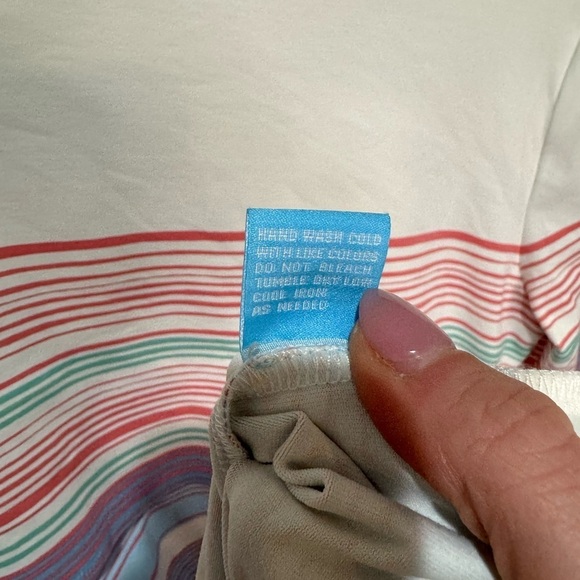 HAND WASH COLD
WITH LIKE COLORS
DO NOT BLEACH
TUMBLE DRY LOW
COOL IRON
AS NEEDED